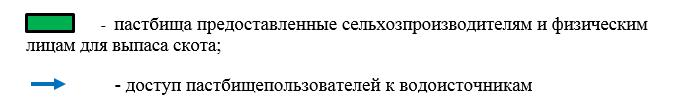 - пастбища предоставленные сельхозпроизводителям и физическим
лицам для выпаса скота;
- доступ пастбищепользователей к водоисточникам